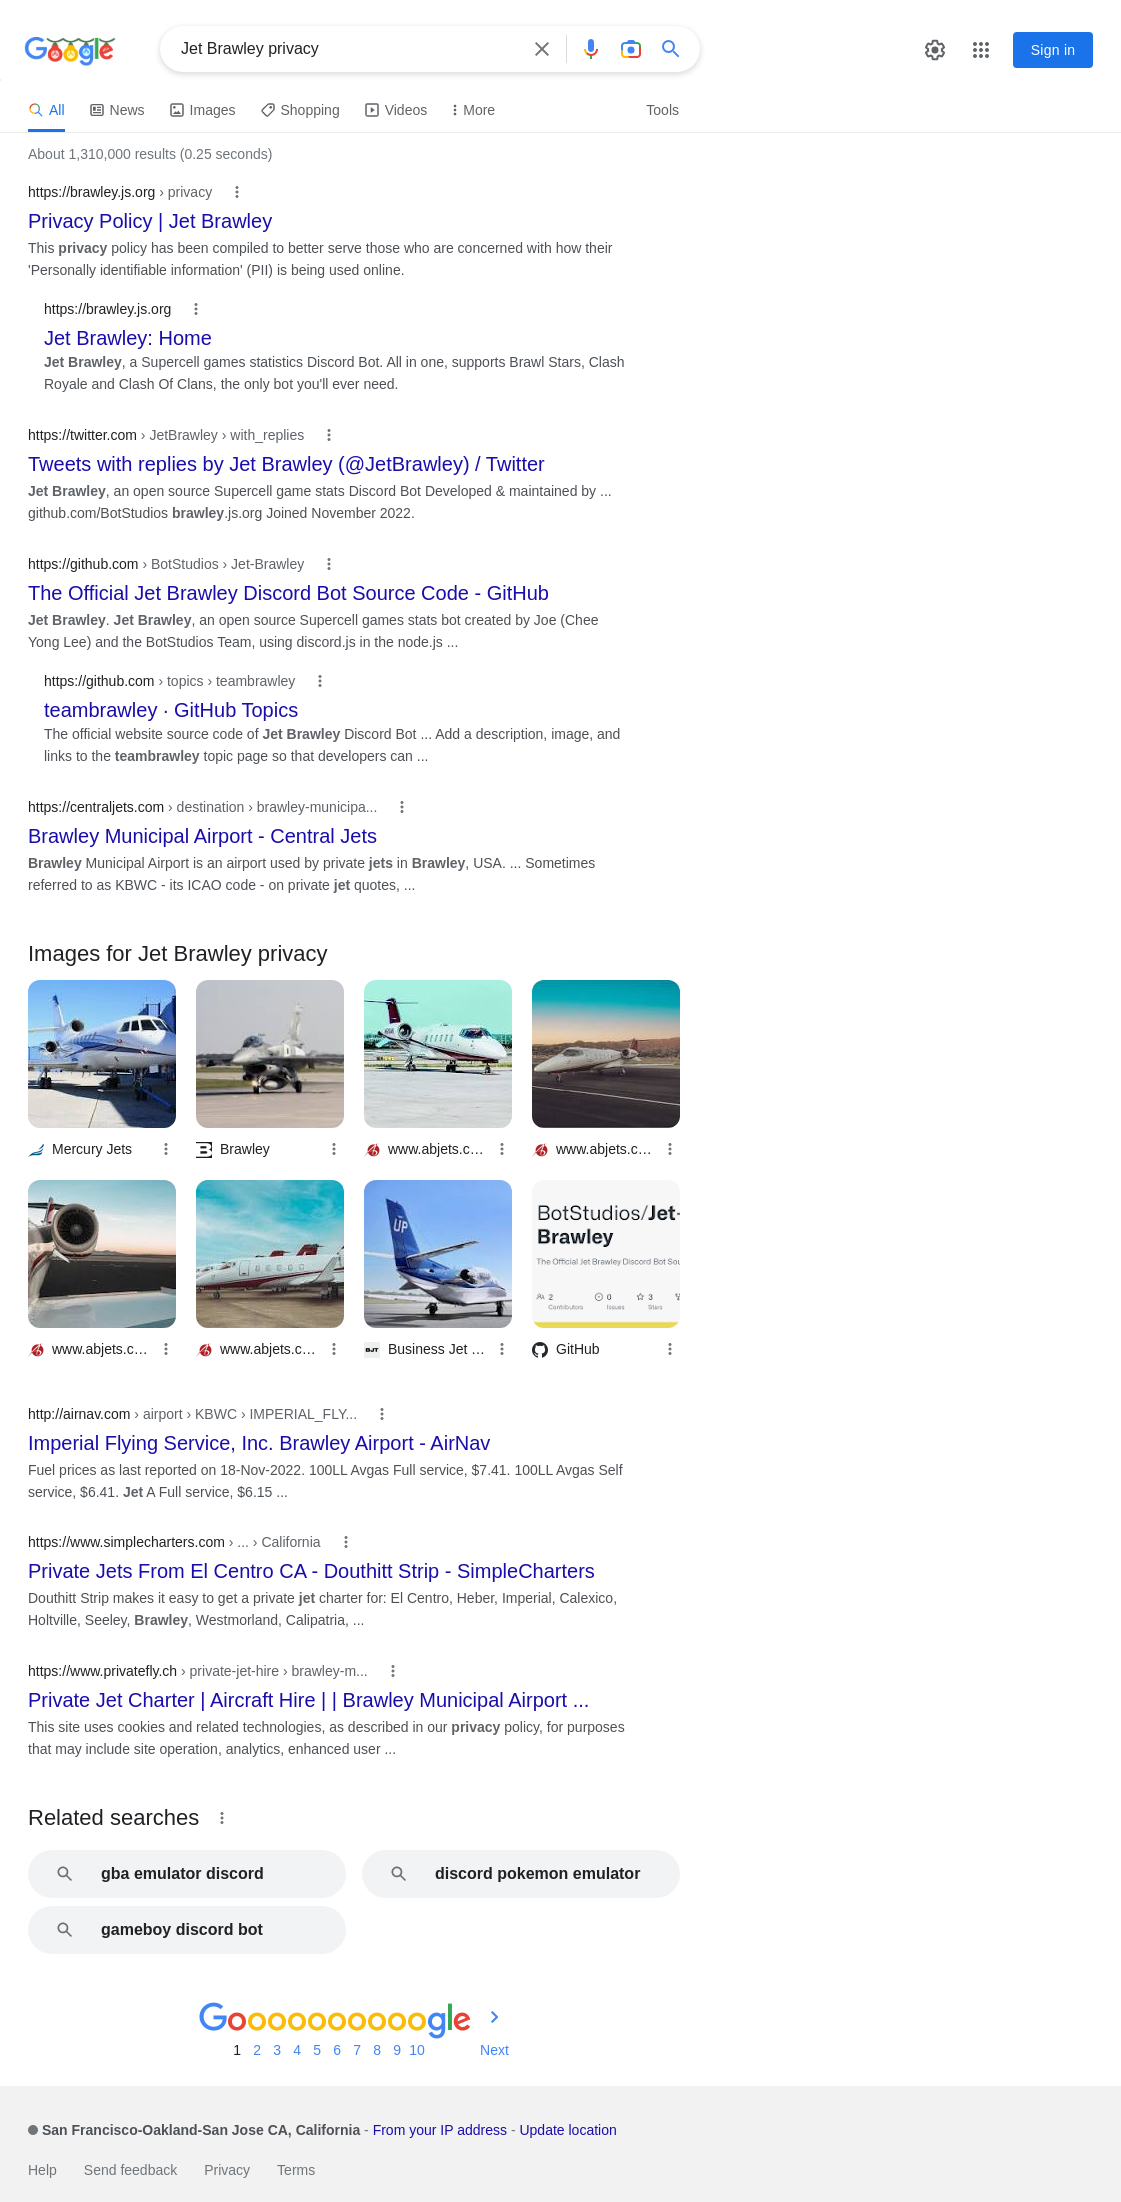 Google
Jet Brawley privacy
Sign in
All
News
Images
Shopping
Videos
More
Tools
About 1,310,000 results (0.25 seconds)
https://brawley.js.org › privacy
Privacy Policy | Jet Brawley
This privacy policy has been compiled to better serve those who are concerned with how their
'Personally identifiable information' (PII) is being used online.
https://brawley.js.org
Jet Brawley: Home
Jet Brawley, a Supercell games statistics Discord Bot. All in one, supports Brawl Stars, Clash
Royale and Clash Of Clans, the only bot you'll ever need.
https://twitter.com › JetBrawley › with_replies
Tweets with replies by Jet Brawley (@JetBrawley) / Twitter
Jet Brawley, an open source Supercell game stats Discord Bot Developed & maintained by ...
github.com/BotStudios brawley.js.org Joined November 2022.
https://github.com › BotStudios › Jet-Brawley
The Official Jet Brawley Discord Bot Source Code - GitHub
Jet Brawley. Jet Brawley, an open source Supercell games stats bot created by Joe (Chee
Yong Lee) and the BotStudios Team, using discord.js in the node.js ...
https://github.com › topics › teambrawley
teambrawley · GitHub Topics
The official website source code of Jet Brawley Discord Bot ... Add a description, image, and
links to the teambrawley topic page so that developers can ...
https://centraljets.com › destination › brawley-municipa...
Brawley Municipal Airport - Central Jets
Brawley Municipal Airport is an airport used by private jets in Brawley, USA. ... Sometimes
referred to as KBWC - its ICAO code - on private jet quotes, ...
Images for Jet Brawley privacy
Mercury Jets
Brawley
www.abjets.c...
www.abjets.c...
UP
BotStudios/Jet-
Brawley
The Official Jet Brawley Discord Bot Sou
2
0
3
Contributors
Issues
Stars
www.abjets.c...
www.abjets.c...
BJT
Business Jet ...
GitHub
http://airnav.com › airport › KBWC › IMPERIAL_FLY...
Imperial Flying Service, Inc. Brawley Airport - AirNav
Fuel prices as last reported on 18-Nov-2022. 100LL Avgas Full service, $7.41. 100LL Avgas Self
service, $6.41. Jet A Full service, $6.15 ...
https://www.simplecharters.com › ... › California
Private Jets From El Centro CA - Douthitt Strip - SimpleCharters
Douthitt Strip makes it easy to get a private jet charter for: El Centro, Heber, Imperial, Calexico,
Holtville, Seeley, Brawley, Westmorland, Calipatria, ...
https://www.privatefly.ch › private-jet-hire › brawley-m...
Private Jet Charter | Aircraft Hire | | Brawley Municipal Airport ...
This site uses cookies and related technologies, as described in our privacy policy, for purposes
that may include site operation, analytics, enhanced user ...
Related searches
gba emulator discord
discord pokemon emulator
gameboy discord bot
Goooooooooogle
1 2 3 4 5 6 7 8 9 10 Next
San Francisco-Oakland-San Jose CA, California - From your IP address - Update location
Help
Send feedback
Privacy
Terms